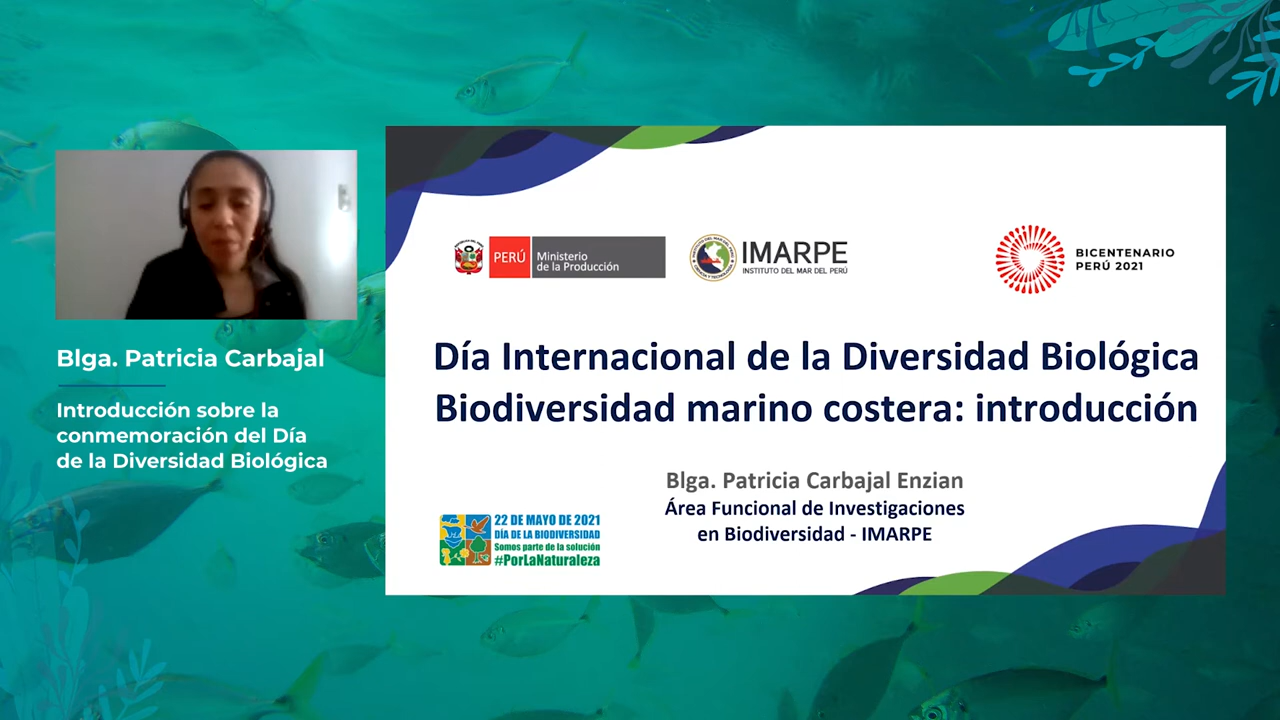 Blga. Patricia Carbajal
Introducción sobre la
conmemoración del Día
de la Diversidad Biológica
PERÚ
Ministerio
de la Producción
IMARPE
INSTITUTO DEL MAR DEL PERÚ
BICENTENARIO
PERÚ 2021
Día Internacional de la Diversidad Biológica
Biodiversidad marino costera: introducción
Blga. Patricia Carbajal Enzian
Área Funcional de Investigaciones
en Biodiversidad - IMARPE
22 DE MAYO DE 2021
DÍA DE LA BIODIVERSIDAD
Somos parte de la solución
#PorLaNaturaleza